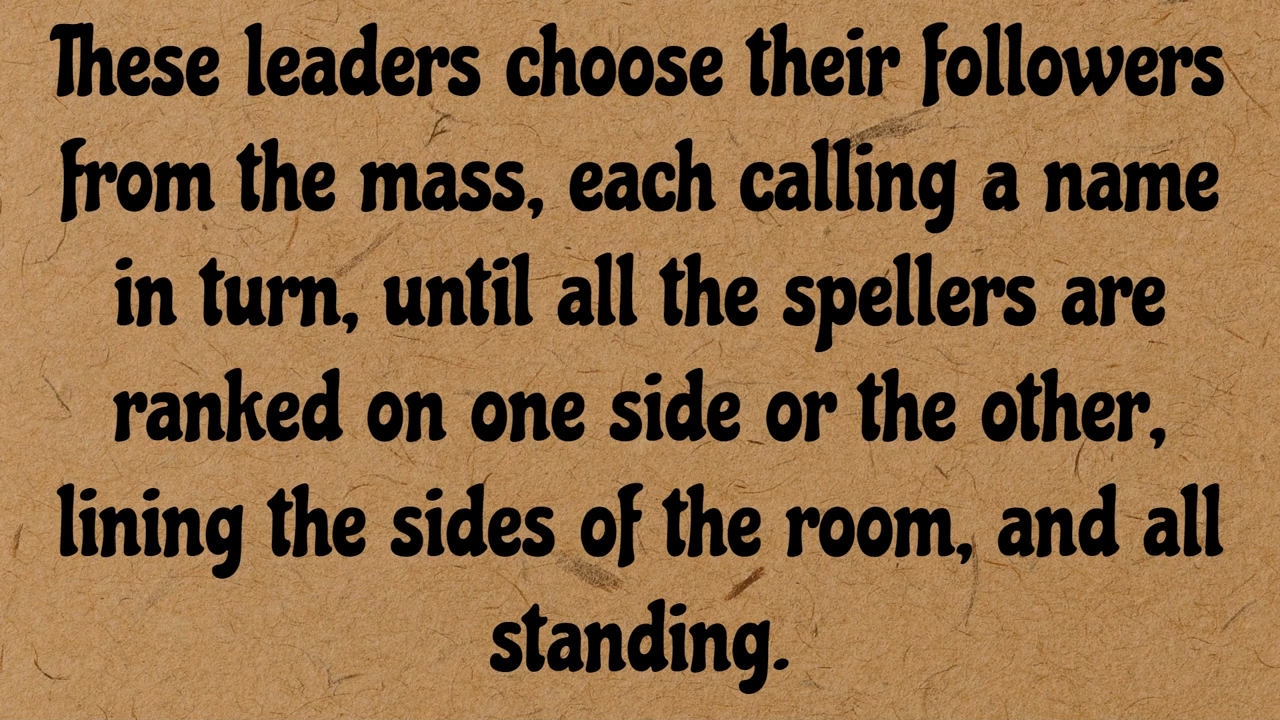 These leaders choose their followers
from the mass, each calling a name
in turn, until all the spellers are
ranked on one side or the other,
lining the sides of the room, and all
standing.